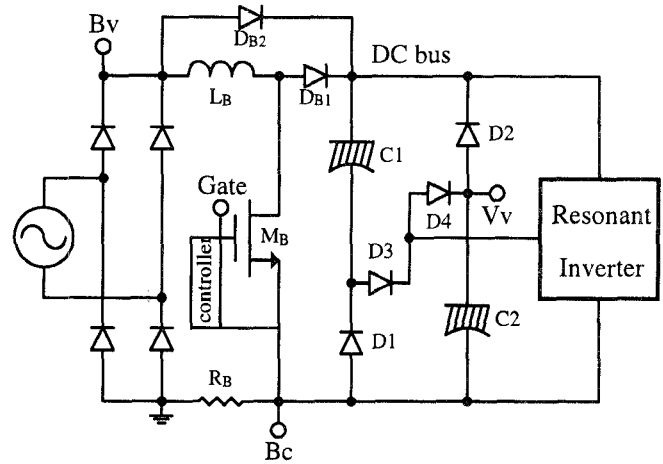 Bv
DB2
DC bus
LB
DB1
C1
D2
Gate
MB
controller
D4
Vv
D3
Resonant
Inverter
D1
C2
RB
Bc